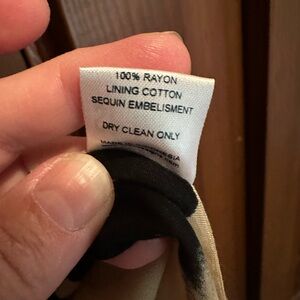 100% RAYON
LINING COTTON
SEQUIN EMBELISMENT
DRY CLEAN ONLY